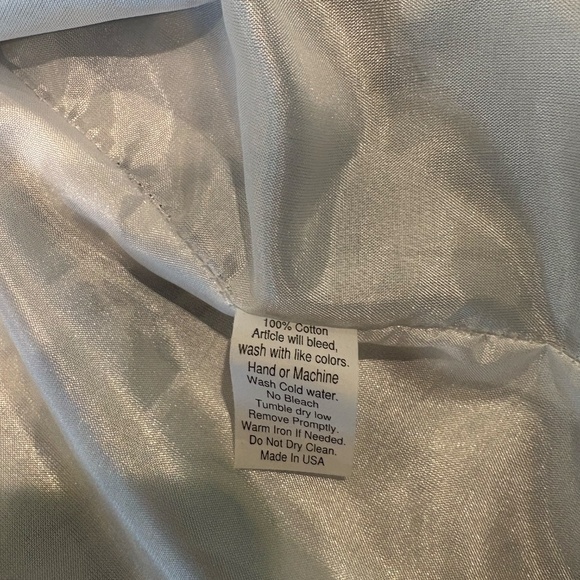 100% Cotton
Article will bleed,
wash with like colors.
Hand or Machine
Wash Cold water.
No Bleach
Tumble dry low
Remove Promptly.
Warm Iron If Needed.
Do Not Dry Clean.
Made In USA